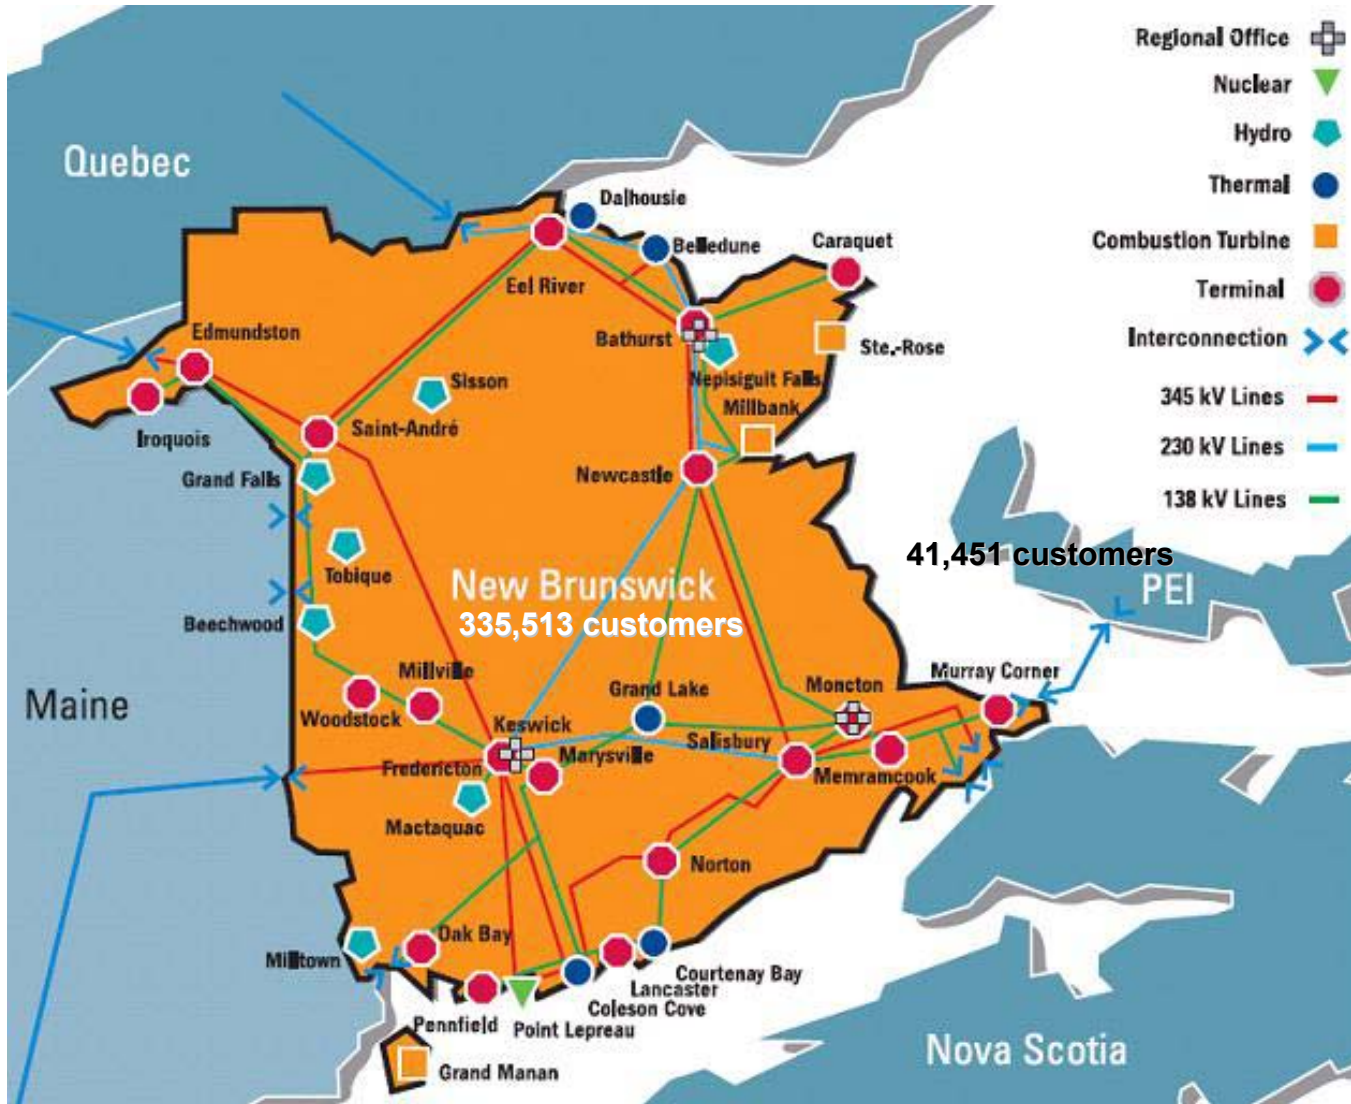 Regional Office
Nuclear
Quebec
Hydro
Thermal
Dalhousie
Belledune
Caraquet
Combustion Turbine
Eel River
Terminal
Edmundston
Bathurst
Interconnection
Ste.-Rose
Sisson
Nepisiguit Falls
345 kV Lines
Millbank
Iroquois
Saint-André
230 kV Lines
Grand Falls
Newcastle
138 kV Lines
41,451 customers
Tobique
New Brunswick
PEI
Beechwood
335,513 customers
Millville
Murray Corner
Maine
Woodstock
Grand Lake
Moncton
Keswick
Salisbury
Fredericton
Marysville
Memramcook
Mactaquac
Norton
Oak Bay
Milltown
Courtenay Bay
Lancaster
Coleson Cove
Pennfield
Point Lepreau
Nova Scotia
Grand Manan